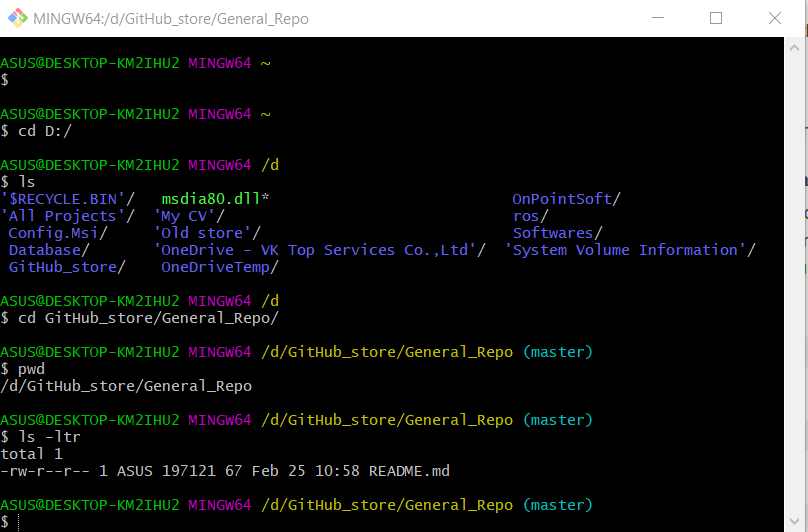 MINGW64:/d/GitHub_store/General_Repo
ASUS@DESKTOP-KM2IHU2 MINGW64 ~
$
ASUS@DESKTOP-KM2IHU2 MINGW64 ~
$ cd D:/
ASUS@DESKTOP-KM2IHU2 MINGW64 /d
$ ls
'$RECYCLE.BIN'/   msdia80.dll*                           OnPointSoft/
'All Projects'/  'My CV'/                                ros/
 Config.Msi/     'Old store'/                            Softwares/
 Database/       'OneDrive - VK Top Services Co.,Ltd'/  'System Volume Information'/
 GitHub_store/    OneDriveTemp/
ASUS@DESKTOP-KM2IHU2 MINGW64 /d
$ cd GitHub_store/General_Repo/
ASUS@DESKTOP-KM2IHU2 MINGW64 /d/GitHub_store/General_Repo (master)
$ pwd
/d/GitHub_store/General_Repo
ASUS@DESKTOP-KM2IHU2 MINGW64 /d/GitHub_store/General_Repo (master)
$ ls -ltr
total 1
-rw-r--r-- 1 ASUS 197121 67 Feb 25 10:58 README.md
ASUS@DESKTOP-KM2IHU2 MINGW64 /d/GitHub_store/General_Repo (master)
$